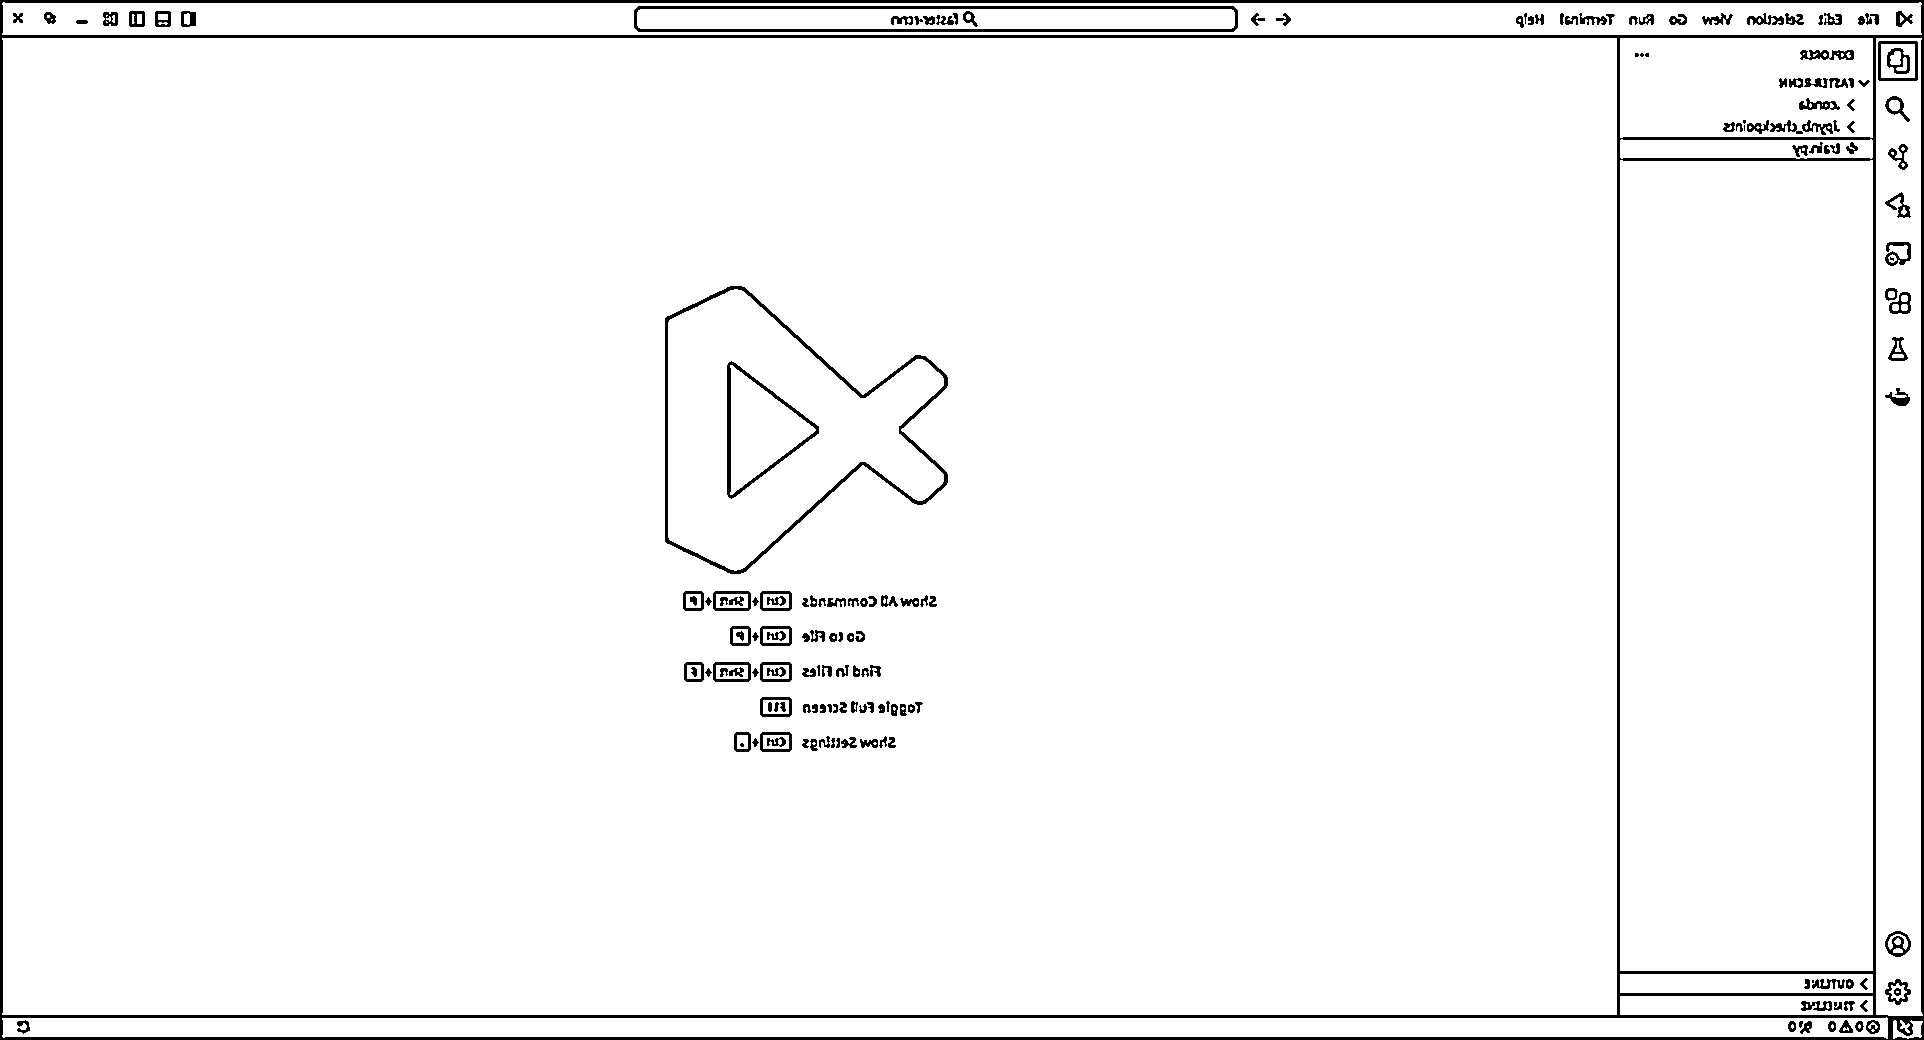 File Edit Selection View Go Run Terminal Help
faster-rcnn
EXPLORER
FASTER-RCNN
.conda
.ipynb_checkpoints
train.py
Show All Commands Ctrl + Shift + P
Go to File Ctrl + P
Find in Files Ctrl + Shift + F
Toggle Full Screen F11
Show Settings Ctrl + ,
OUTLINE
TIMELINE
0 0 0